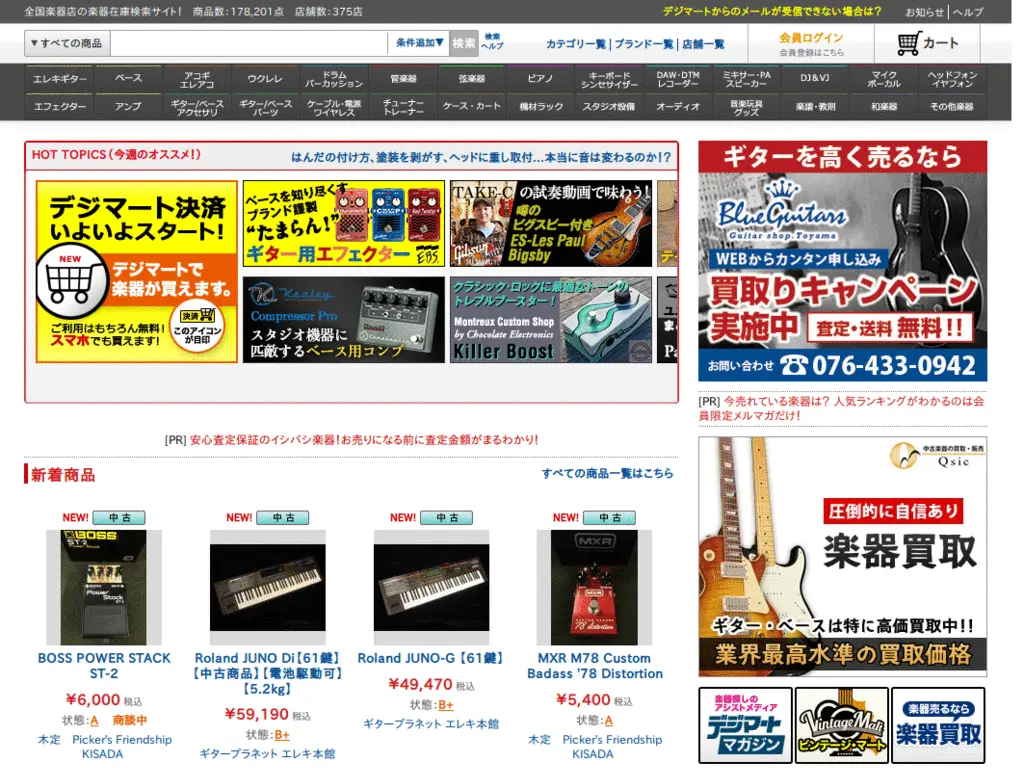 全国楽器店の楽器在庫検索サイト! 商品数:178,201点 店舗数:375店
デジマートからのメールが受信できない場合は?
お知らせ ヘルプ
▼すべての商品
条件追加▼
検索
検索
ヘルプ
カテゴリ一覧 | ブランド一覧 | 店舗一覧
会員ログイン
会員登録はこちら
カート
エレキギター
ベース
アコギ
エレアコ
ウクレレ
ドラム
パーカッション
管楽器
弦楽器
ピアノ
キーボード
シンセサイザー
DAW・DTM
レコーダー
ミキサー・PA
スピーカー
DJ&VJ
マイク
ボーカル
ヘッドフォン
イヤフォン
エフェクター
アンプ
ギター/ベース
アクセサリ
ギター/ベース
パーツ
ケーブル・電源
ワイヤレス
チューナー
トレーナー
ケース・カート
機材ラック
スタジオ設備
オーディオ
音楽玩具
グッズ
楽譜・教則
和楽器
その他楽器
HOT TOPICS(今週のオススメ!)
はんだの付け方、塗装を剥がす、ヘッドに重し取付…本当に音は変わるのか!?
デジマート決済
いよいよスタート!
NEW
デジマートで
楽器が買えます。
ご利用はもちろん無料!
スマホでも買えます!
決済
このアイコン
が目印
ベースを知り尽くす
ブランド謹製
“たまらん!”
ギター用エフェクター
EBS
TAKE-Cの試奏動画で味わう!
噂の
ビグスビー付き
ES-Les Paul
Bigsby
Gibson
MEMPHIS
Keeley
Compressor Pro
スタジオ機器に
匹敵するベース用コンプ
クラシック・ロックに最適なトーンの、
トレブルブースター!
Montreux Custom Shop
by Chocolate Electronics
Killer Boost
[PR] 安心査定保証のイシバシ楽器!お売りになる前に査定金額がまるわかり!
新着商品
すべての商品一覧はこちら
NEW! 中古
BOSS
ST-2
Power
Stack
BOSS POWER STACK
ST-2
¥6,000 税込
状態:A 商談中
木定 Picker's Friendship
KISADA
NEW! 中古
Roland JUNO Di【61鍵】
【中古商品】【電池駆動可】
【5.2kg】
¥59,190 税込
状態:B+
ギタープラネット エレキ本館
NEW! 中古
Roland JUNO-G【61鍵】
¥49,470 税込
状態:B+
ギタープラネット エレキ本館
NEW! 中古
MXR
MXR M78 Custom
Badass '78 Distortion
¥5,400 税込
状態:A
木定 Picker's Friendship
KISADA
ギターを高く売るなら
BlueGuitars
Guitar shop.Toyama
WEBからカンタン申し込み
買取りキャンペーン
実施中 査定・送料 無料!!
お問い合わせ 076-433-0942
[PR] 今売れている楽器は? 人気ランキングがわかるのは会
員限定メルマガだけ!
中古楽器の買取・販売
Qsic
圧倒的に自信あり
楽器買取
ギター・ベースは特に高価買取中!!
業界最高水準の買取価格
楽器探しの
アシストメディア
デジマート
マガジン
VintageMart
ビンテージ・マート
楽器売るなら
楽器買取